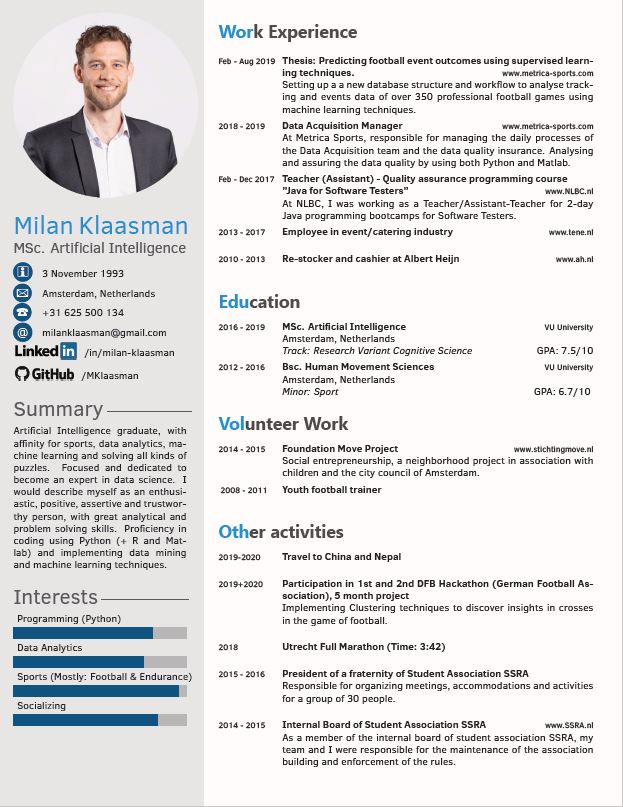 Milan Klaasman
MSc. Artificial Intelligence
3 November 1993
Amsterdam, Netherlands
+31 625 500 134
@ milanklaasman@gmail.com
Linked in /in/milan-klaasman
GitHub /MKlaasman
Summary
Artificial Intelligence graduate, with
affinity for sports, data analytics, ma-
chine learning and solving all kinds of
puzzles. Focused and dedicated to
become an expert in data science. I
would describe myself as an enthusi-
astic, positive, assertive and trustwor-
thy person, with great analytical and
problem solving skills. Proficiency in
coding using Python (+ R and Mat-
lab) and implementing data mining
and machine learning techniques.
Interests
Programming (Python)
Data Analytics
Sports (Mostly: Football & Endurance)
Socializing
Work Experience
Feb - Aug 2019 Thesis: Predicting football event outcomes using supervised learn-
ing techniques. www.metrica-sports.com
Setting up a a new database structure and workflow to analyse track-
ing and events data of over 350 professional football games using
machine learning techniques.
2018 - 2019 Data Acquisition Manager www.metrica-sports.com
At Metrica Sports, responsible for managing the daily processes of
the Data Acquisition team and the data quality insurance. Analysing
and assuring the data quality by using both Python and Matlab.
Feb - Dec 2017 Teacher (Assistant) - Quality assurance programming course
"Java for Software Testers" www.NLBC.nl
At NLBC, I was working as a Teacher/Assistant-Teacher for 2-day
Java programming bootcamps for Software Testers.
2013 - 2017 Employee in event/catering industry www.tene.nl
2010 - 2013 Re-stocker and cashier at Albert Heijn www.ah.nl
Education
2016 - 2019 MSc. Artificial Intelligence VU University
Amsterdam, Netherlands
Track: Research Variant Cognitive Science GPA: 7.5/10
2012 - 2016 Bsc. Human Movement Sciences VU University
Amsterdam, Netherlands
Minor: Sport GPA: 6.7/10
Volunteer Work
2014 - 2015 Foundation Move Project www.stichtingmove.nl
Social entrepreneurship, a neighborhood project in association with
children and the city council of Amsterdam.
2008 - 2011 Youth football trainer
Other activities
2019-2020 Travel to China and Nepal
2019+2020 Participation in 1st and 2nd DFB Hackathon (German Football As-
sociation), 5 month project
Implementing Clustering techniques to discover insights in crosses
in the game of football.
2018 Utrecht Full Marathon (Time: 3:42)
2015 - 2016 President of a fraternity of Student Association SSRA
Responsible for organizing meetings, accommodations and activities
for a group of 30 people.
2014 - 2015 Internal Board of Student Association SSRA www.SSRA.nl
As a member of the internal board of student association SSRA, my
team and I were responsible for the maintenance of the association
building and enforcement of the rules.